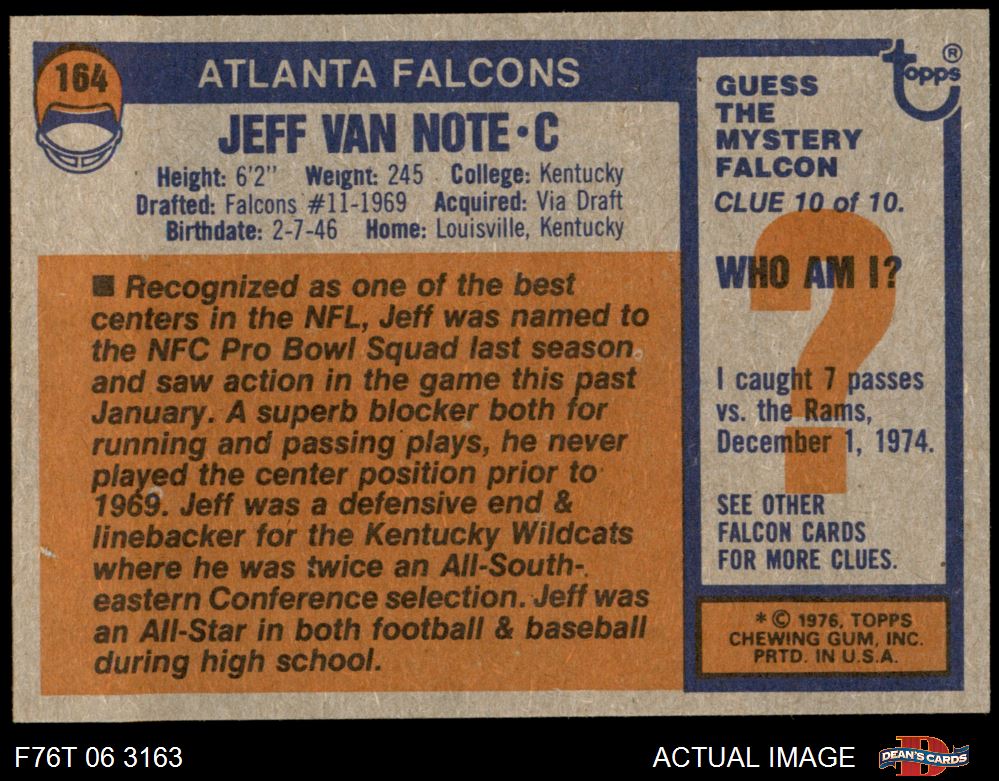 164
ATLANTA FALCONS
JEFF VAN NOTE·C
Height: 6'2" Weight: 245 College: Kentucky
Drafted: Falcons #11-1969 Acquired: Via Draft
Birthdate: 2-7-46 Home: Louisville, Kentucky
■ Recognized as one of the best
centers in the NFL, Jeff was named to
the NFC Pro Bowl Squad last season,
and saw action in the game this past
January. A superb blocker both for
running and passing plays, he never
played the center position prior to
1969. Jeff was a defensive end &
linebacker for the Kentucky Wildcats
where he was twice an All-South-
eastern Conference selection. Jeff was
an All-Star in both football & baseball
during high school.
Topps®
GUESS
THE
MYSTERY
FALCON
CLUE 10 of 10.
WHO AM I?
?
I caught 7 passes
vs. the Rams,
December 1, 1974.
SEE OTHER
FALCON CARDS
FOR MORE CLUES.
*© 1976, TOPPS
CHEWING GUM, INC.
PRTD. IN U.S.A.
F76T 06 3163
ACTUAL IMAGE
DEAN'S CARDS